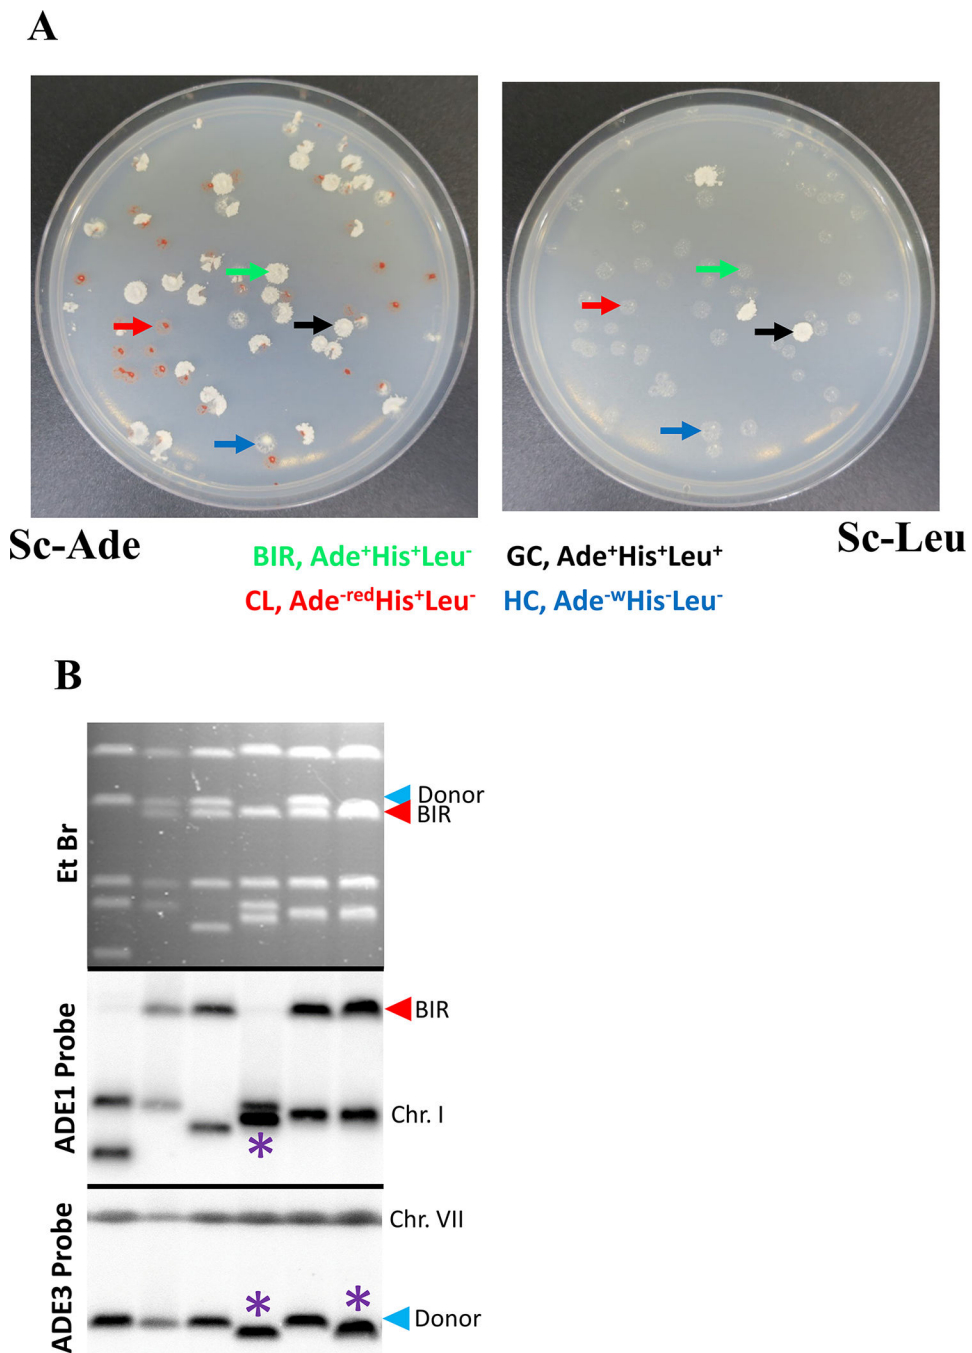 A
Sc-Ade
Sc-Leu
BIR, Ade⁺His⁺Leu⁻
GC, Ade⁺His⁺Leu⁺
CL, Ade⁻ʳᵉᵈHis⁺Leu⁻
HC, Ade⁻ʷHis⁻Leu⁻
B
Et Br
Donor
BIR
ADE1 Probe
BIR
Chr. I
*
ADE3 Probe
Chr. VII
* *
Donor